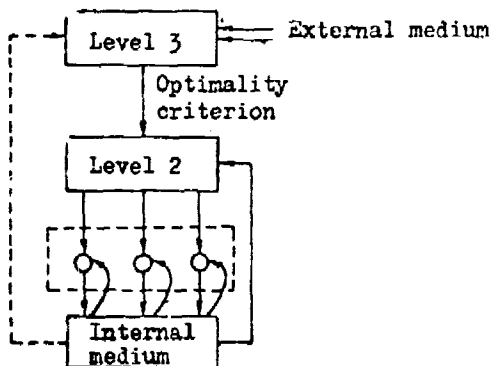 Level 3
External medium
Optimality
criterion
Level 2
Internal
medium